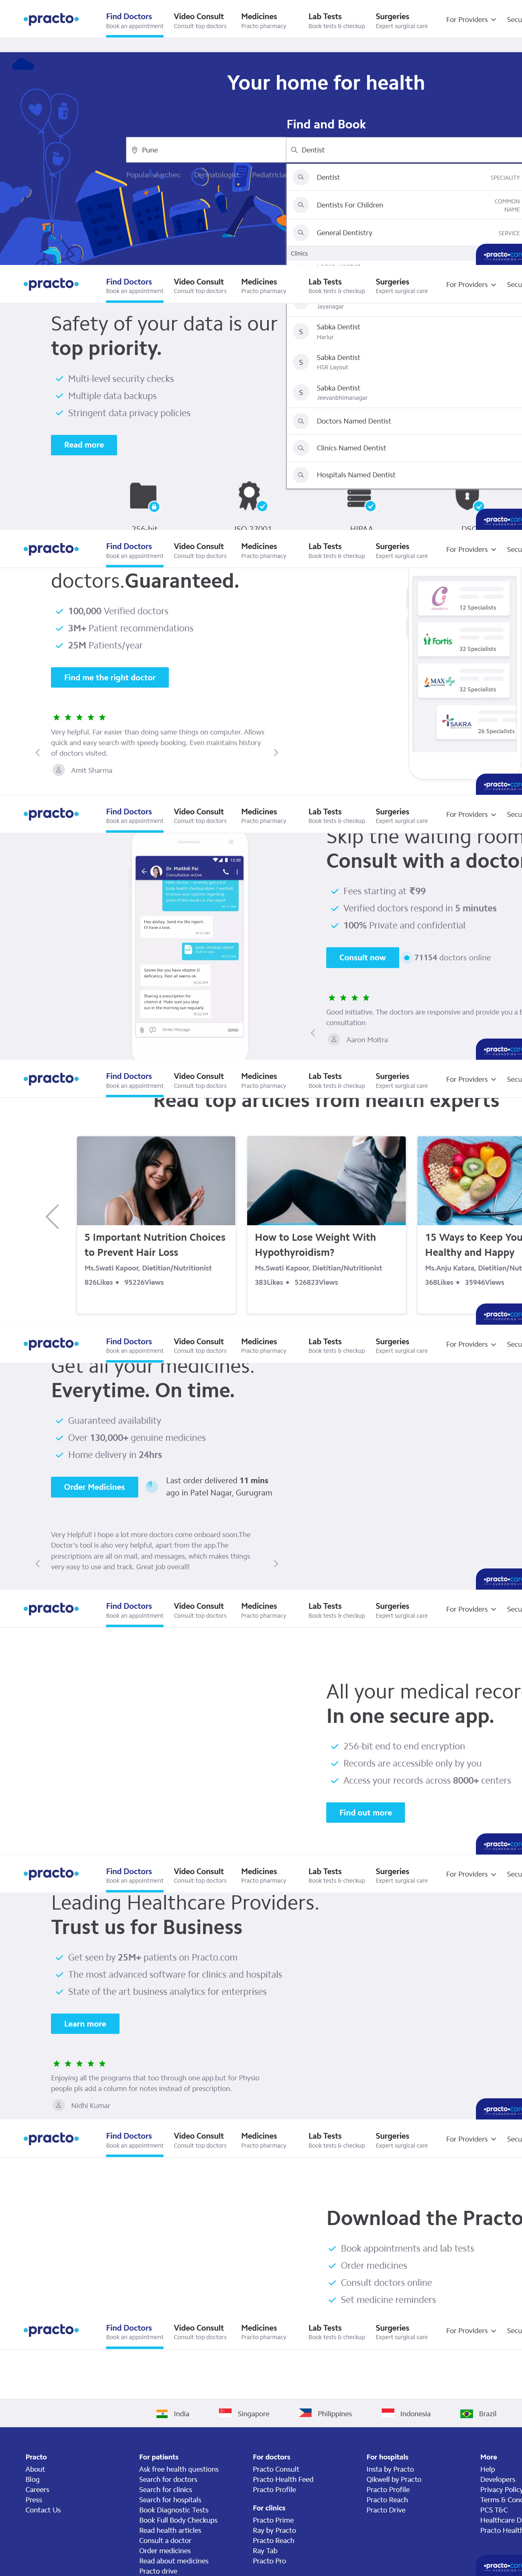 practo
Find Doctors
Book an appointment
Video Consult
Consult top doctors
Medicines
Practo pharmacy
Lab Tests
Book tests & checkup
Surgeries
Expert surgical care
For Providers
Secu
Your home for health
Find and Book
Pune
Dentist
Popular searches:
Dermatologist
Pediatrician
Dentist
SPECIALITY
Dentists For Children
COMMON
NAME
General Dentistry
SERVICE
Clinics
practo care
SURGERIES
practo
Find Doctors
Book an appointment
Video Consult
Consult top doctors
Medicines
Practo pharmacy
Lab Tests
Book tests & checkup
Surgeries
Expert surgical care
For Providers
Secu
Jayanagar
Safety of your data is our
top priority.
Multi-level security checks
Multiple data backups
Stringent data privacy policies
Read more
S
Sabka Dentist
Harlur
S
Sabka Dentist
HSR Layout
S
Sabka Dentist
Jeevanbhimanagar
Doctors Named Dentist
Clinics Named Dentist
Hospitals Named Dentist
256-bit
ISO 27001
HIPAA
DSC
practo care
SURGERIES
practo
Find Doctors
Book an appointment
Video Consult
Consult top doctors
Medicines
Practo pharmacy
Lab Tests
Book tests & checkup
Surgeries
Expert surgical care
For Providers
Secu
doctors.Guaranteed.
100,000 Verified doctors
3M+ Patient recommendations
25M Patients/year
Find me the right doctor
Very helpful. Far easier than doing same things on computer. Allows
quick and easy search with speedy booking. Even maintains history
of doctors visited.
Amit Sharma
12 Specialists
Fortis
32 Specialists
MAX
32 Specialists
SAKRA
26 Specialists
practo care
SURGERIES
practo
Find Doctors
Book an appointment
Video Consult
Consult top doctors
Medicines
Practo pharmacy
Lab Tests
Book tests & checkup
Surgeries
Expert surgical care
For Providers
Secu
12:30
Dr. Matthili Pai
Consultation active
Hey akshay. Send me the report.
I'll have a look
Seems like you have vitamin D
deficiency. Test all seems ok
Sharing a prescription for
vitamin D. Make sure you step
out in the morning sun regularly
Write Message
SEND
Skip the waiting room
Consult with a doctor
Fees starting at ₹99
Verified doctors respond in 5 minutes
100% Private and confidential
Consult now
71154 doctors online
Good initiative. The doctors are responsive and provide you a b
consultation
Aaron Moitra
practo care
SURGERIES
practo
Find Doctors
Book an appointment
Video Consult
Consult top doctors
Medicines
Practo pharmacy
Lab Tests
Book tests & checkup
Surgeries
Expert surgical care
For Providers
Secu
Read top articles from health experts
5 Important Nutrition Choices
to Prevent Hair Loss
Ms.Swati Kapoor, Dietitian/Nutritionist
826Likes • 95226Views
How to Lose Weight With
Hypothyroidism?
Ms.Swati Kapoor, Dietitian/Nutritionist
383Likes • 526823Views
15 Ways to Keep You
Healthy and Happy
Ms.Anju Katara, Dietitian/Nut
368Likes • 35946Views
practo care
SURGERIES
practo
Find Doctors
Book an appointment
Video Consult
Consult top doctors
Medicines
Practo pharmacy
Lab Tests
Book tests & checkup
Surgeries
Expert surgical care
For Providers
Secu
Get all your medicines.
Everytime. On time.
Guaranteed availability
Over 130,000+ genuine medicines
Home delivery in 24hrs
Order Medicines
Last order delivered 11 mins
ago in Patel Nagar, Gurugram
Very Helpful! I hope a lot more doctors come onboard soon.The
Doctor's tool is also very helpful, apart from the app.The
prescriptions are all on mail, and messages, which makes things
very easy to use and track. Great job overall!
practo care
SURGERIES
practo
Find Doctors
Book an appointment
Video Consult
Consult top doctors
Medicines
Practo pharmacy
Lab Tests
Book tests & checkup
Surgeries
Expert surgical care
For Providers
Secu
All your medical recor
In one secure app.
256-bit end to end encryption
Records are accessible only by you
Access your records across 8000+ centers
Find out more
practo care
SURGERIES
practo
Find Doctors
Book an appointment
Video Consult
Consult top doctors
Medicines
Practo pharmacy
Lab Tests
Book tests & checkup
Surgeries
Expert surgical care
For Providers
Secu
Leading Healthcare Providers.
Trust us for Business
Get seen by 25M+ patients on Practo.com
The most advanced software for clinics and hospitals
State of the art business analytics for enterprises
Learn more
Enjoying all the programs that too through one app.but for Physio
people pls add a column for notes instead of prescription.
Nidhi Kumar
practo care
SURGERIES
practo
Find Doctors
Book an appointment
Video Consult
Consult top doctors
Medicines
Practo pharmacy
Lab Tests
Book tests & checkup
Surgeries
Expert surgical care
For Providers
Secu
Download the Practo
Book appointments and lab tests
Order medicines
Consult doctors online
Set medicine reminders
practo
Find Doctors
Book an appointment
Video Consult
Consult top doctors
Medicines
Practo pharmacy
Lab Tests
Book tests & checkup
Surgeries
Expert surgical care
For Providers
Secu
India
Singapore
Philippines
Indonesia
Brazil
Practo
About
Blog
Careers
Press
Contact Us
For patients
Ask free health questions
Search for doctors
Search for clinics
Search for hospitals
Book Diagnostic Tests
Book Full Body Checkups
Read health articles
Consult a doctor
Order medicines
Read about medicines
Practo drive
For doctors
Practo Consult
Practo Health Feed
Practo Profile
For clinics
Practo Prime
Ray by Practo
Practo Reach
Ray Tab
Practo Pro
For hospitals
Insta by Practo
Qikwell by Practo
Practo Profile
Practo Reach
Practo Drive
More
Help
Developers
Privacy Policy
Terms & Cond
PCS T&C
Healthcare D
Practo Health
practo care